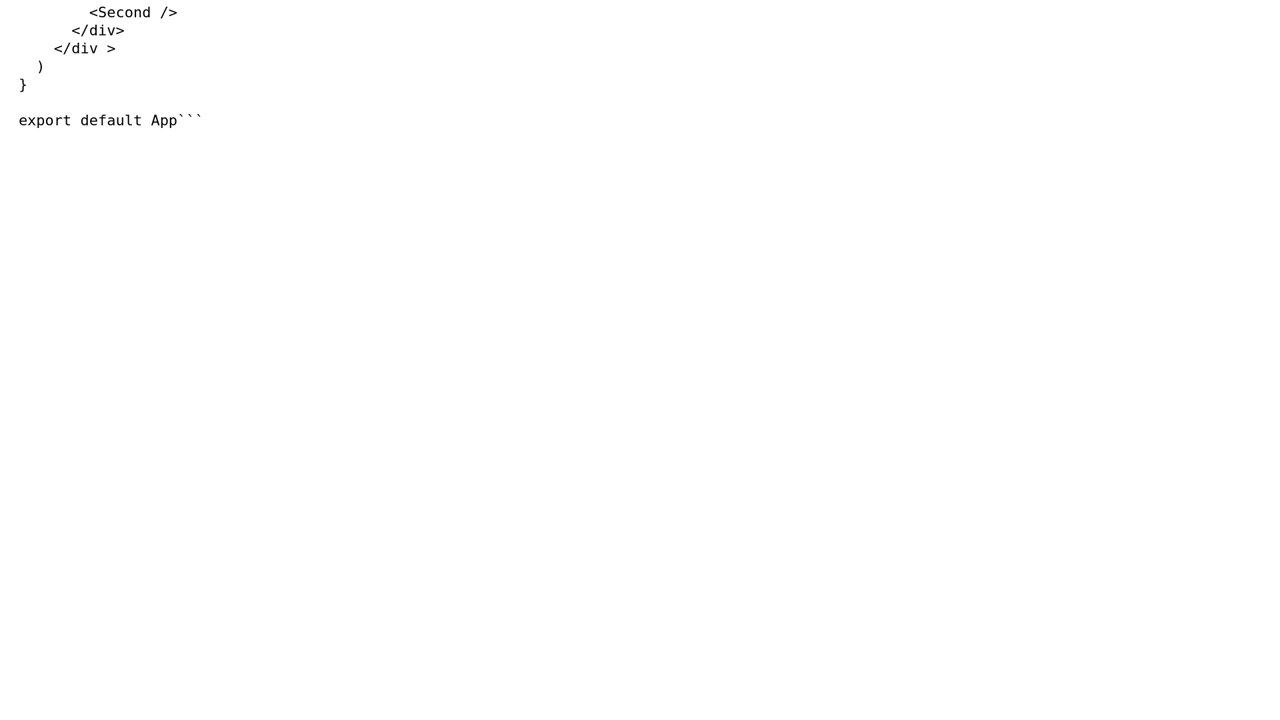 <Second />
      </div>
    </div >
  )
}

export default App```